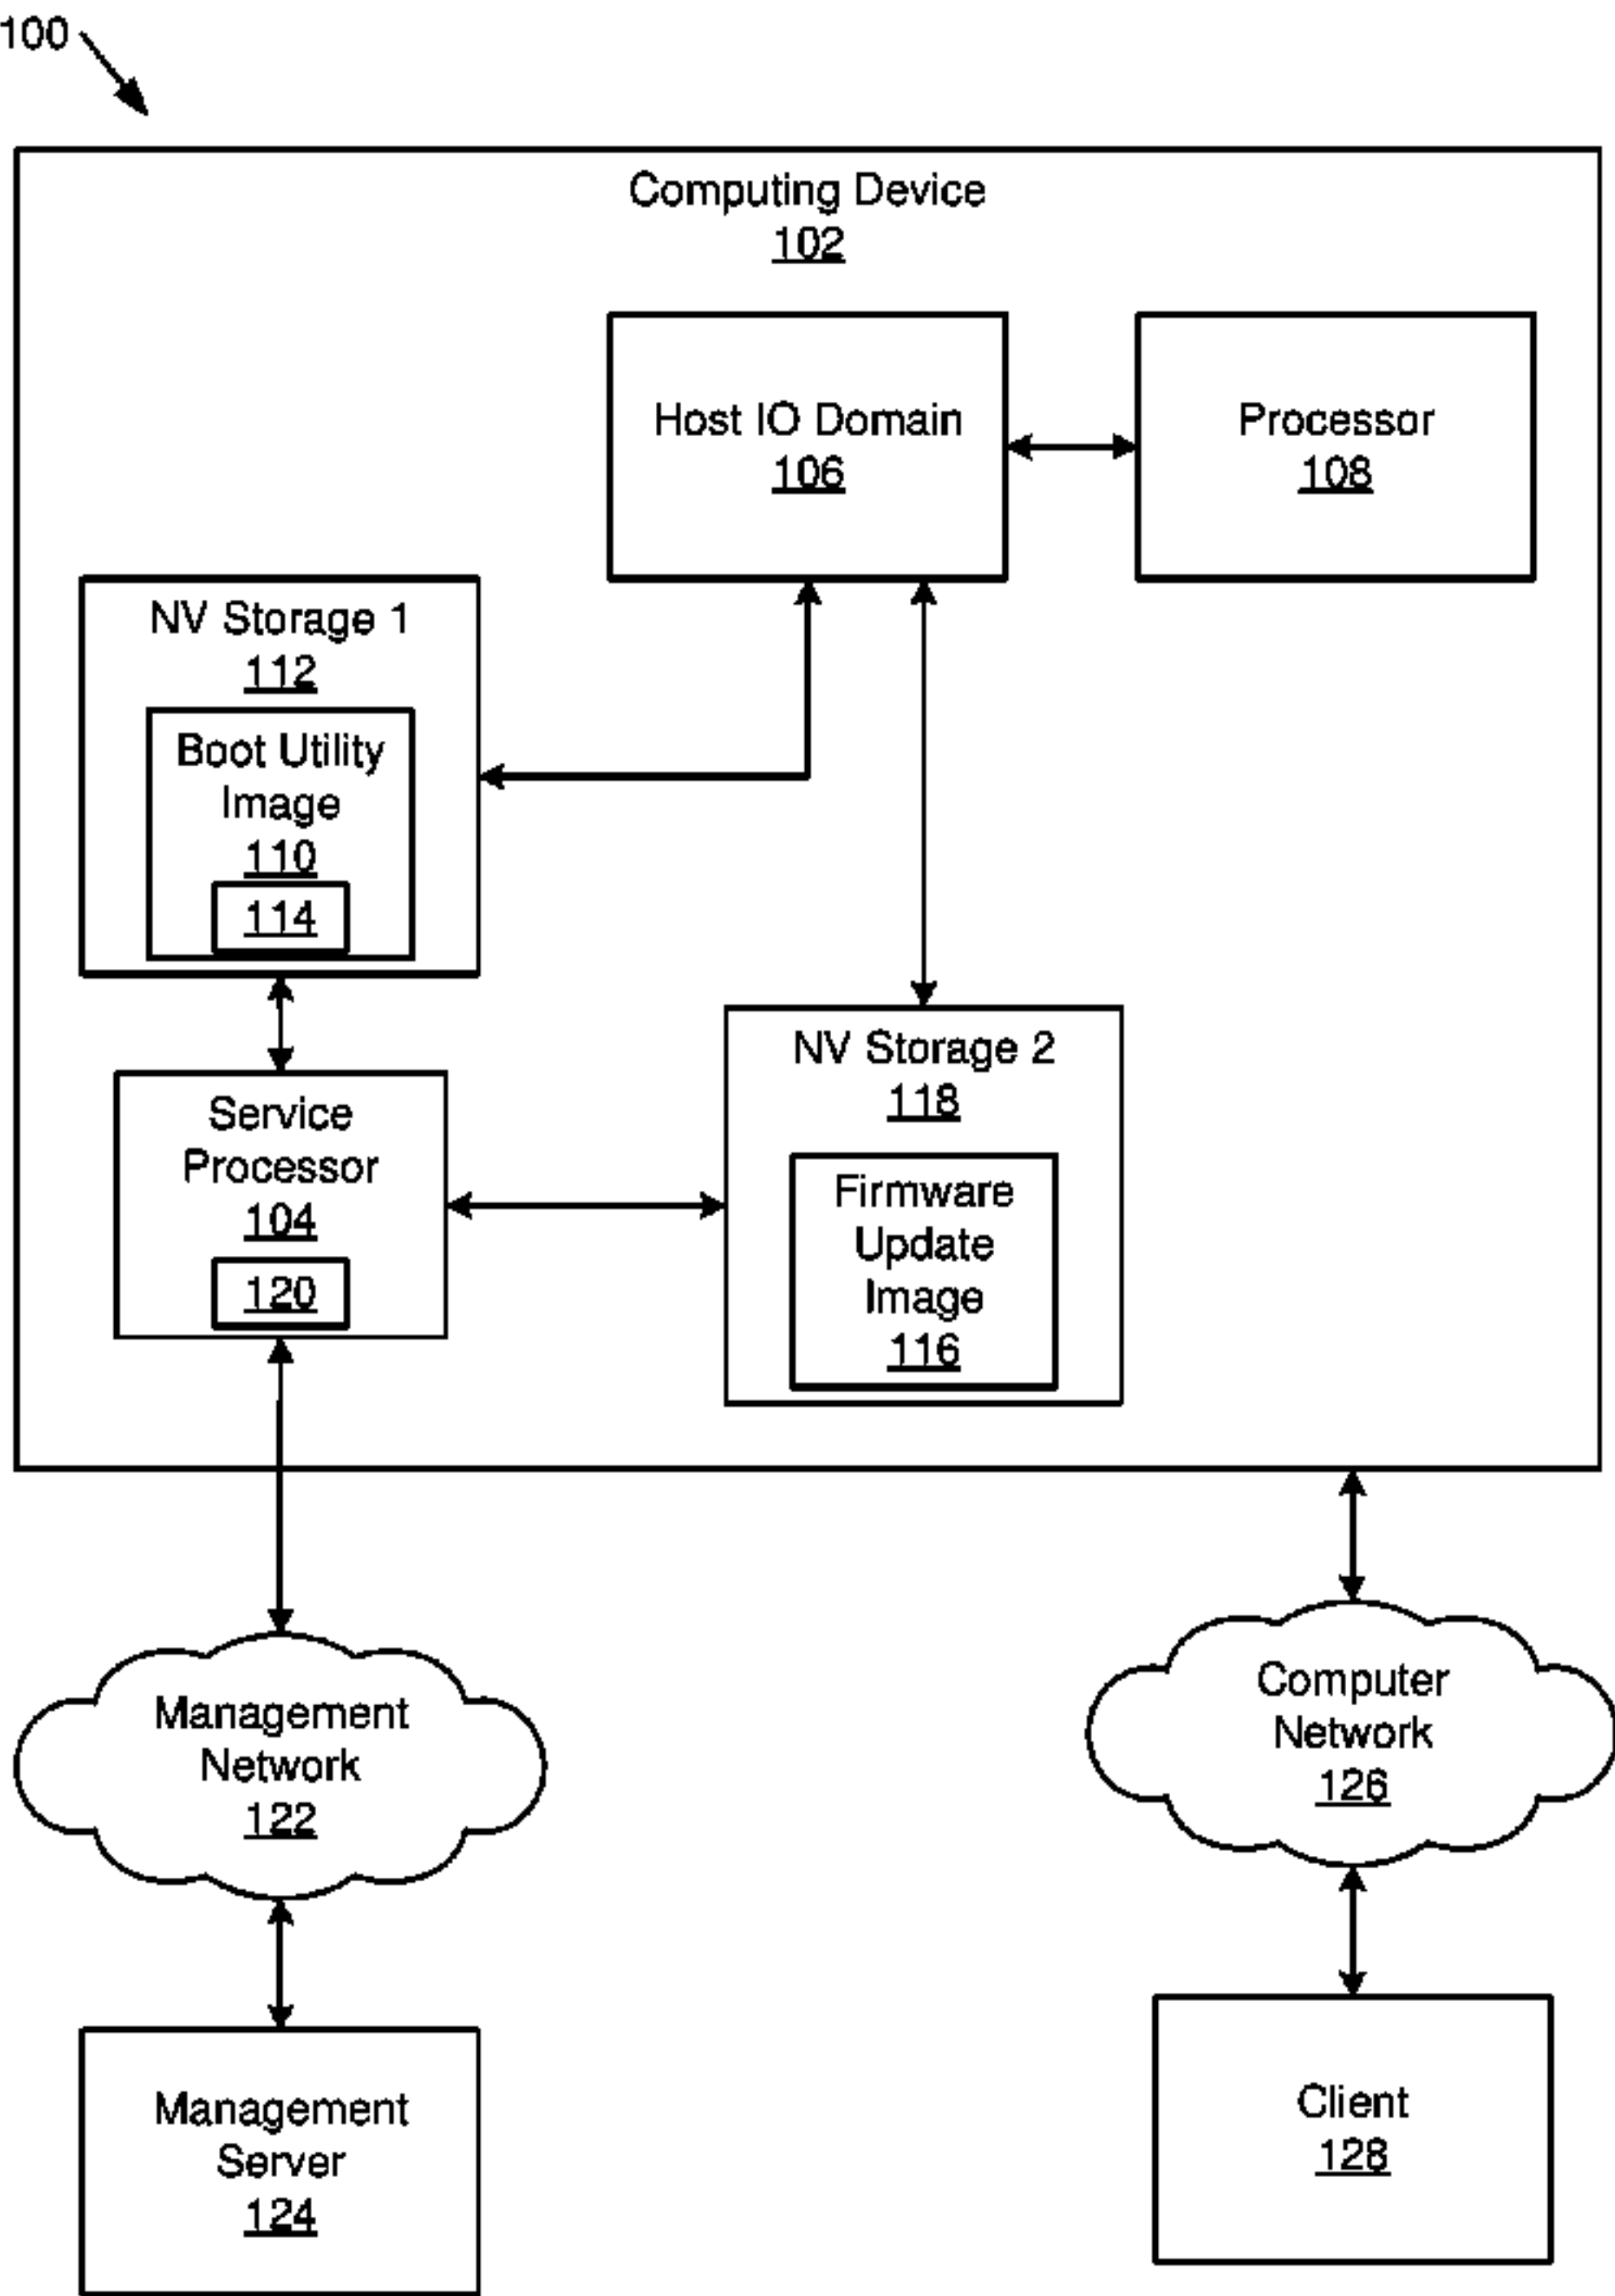 100
Computing Device
102
Host IO Domain
106
Processor
108
NV Storage 1
112
Boot Utility
Image
110
114
NV Storage 2
118
Firmware
Update
Image
116
Service
Processor
104
120
Management
Network
122
Computer
Network
126
Management
Server
124
Client
128